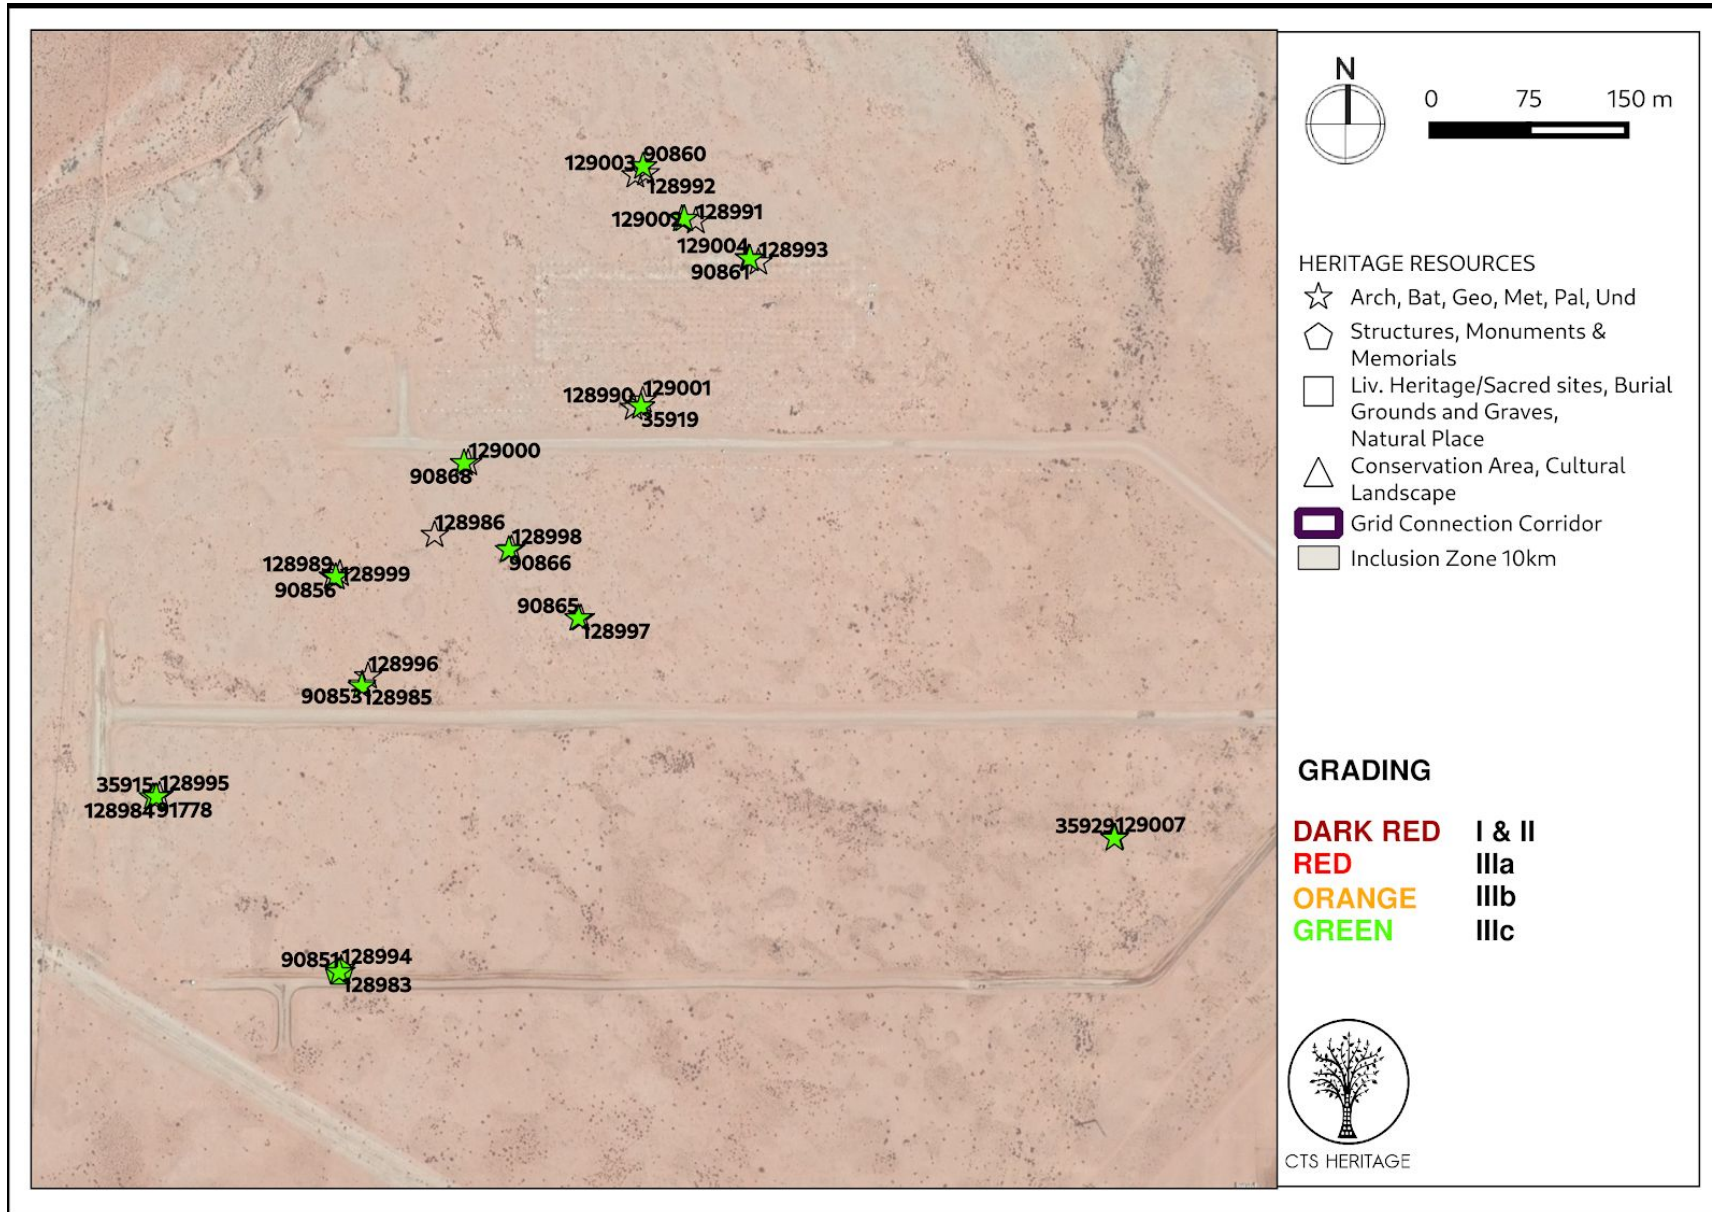 90860
129003
128992
128991
129002
129004
128993
90861
129001
128990
35919
129000
90868
128986
128998
90866
128989
128999
90856
90865
128997
128996
90853
128985
35915
128995
128984
91778
35929
129007
90851
128994
128983
N
0 75 150 m
HERITAGE RESOURCES
Arch, Bat, Geo, Met, Pal, Und
Structures, Monuments &
Memorials
Liv. Heritage/Sacred sites, Burial
Grounds and Graves,
Natural Place
Conservation Area, Cultural
Landscape
Grid Connection Corridor
Inclusion Zone 10km
GRADING
DARK RED I & II
RED IIIa
ORANGE IIIb
GREEN IIIc
CTS HERITAGE